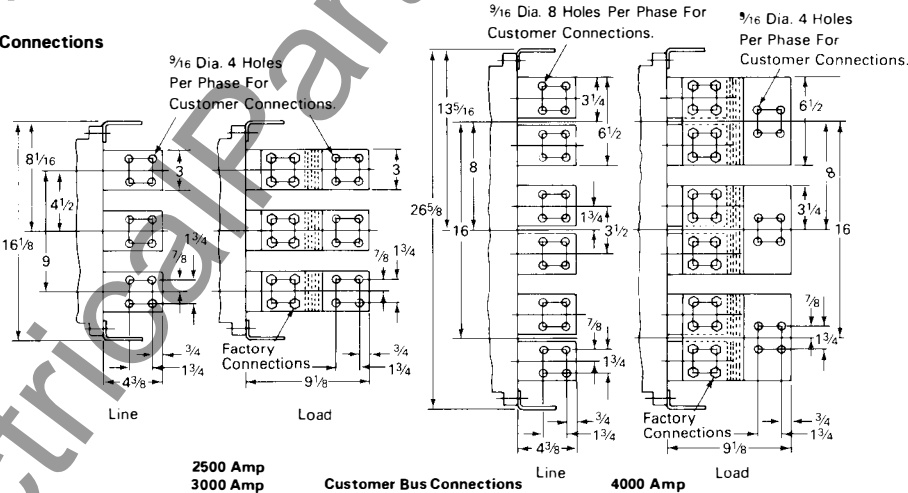 Connections
9/16 Dia. 4 Holes
Per Phase For
Customer Connections.
8 1/16
4 1/2
16 1/8
9
3
1 3/4
7/8
3/4
1 3/4
4 3/8
Line
3
7/8
1 3/4
Factory
Connections
3/4
1 3/4
9 1/8
Load
2500 Amp
3000 Amp
Customer Bus Connections
9/16 Dia. 8 Holes Per Phase For
Customer Connections.
13 5/16
3 1/4
6 1/2
8
26 5/8
16
1 3/4
3 1/2
7/8
1 3/4
3/4
1 3/4
4 3/8
Line
9/16 Dia. 4 Holes
Per Phase For
Customer Connections.
6 1/2
8
3 1/4
16
7/8
1 3/4
Factory
Connections
3/4
1 3/4
9 1/8
Load
4000 Amp
ctricalPar